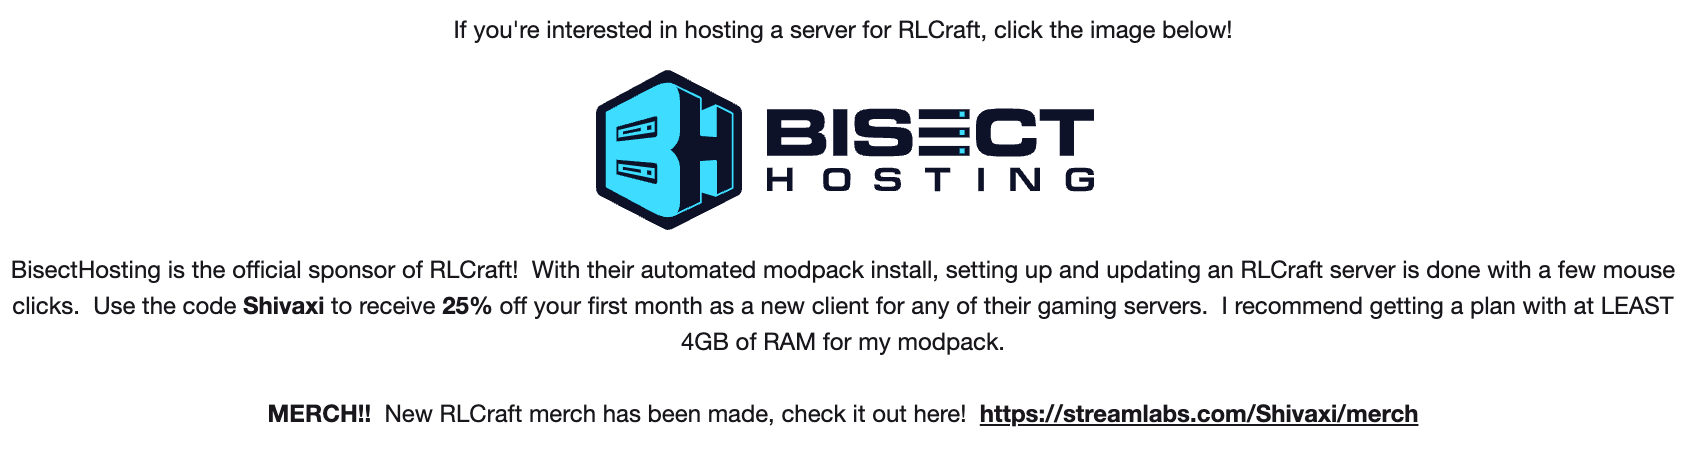 If you're interested in hosting a server for RLCraft, click the image below!
BH
BISECT
HOSTING
BisectHosting is the official sponsor of RLCraft!  With their automated modpack install, setting up and updating an RLCraft server is done with a few mouse
clicks.  Use the code Shivaxi to receive 25% off your first month as a new client for any of their gaming servers.  I recommend getting a plan with at LEAST
4GB of RAM for my modpack.
MERCH!!  New RLCraft merch has been made, check it out here!  https://streamlabs.com/Shivaxi/merch